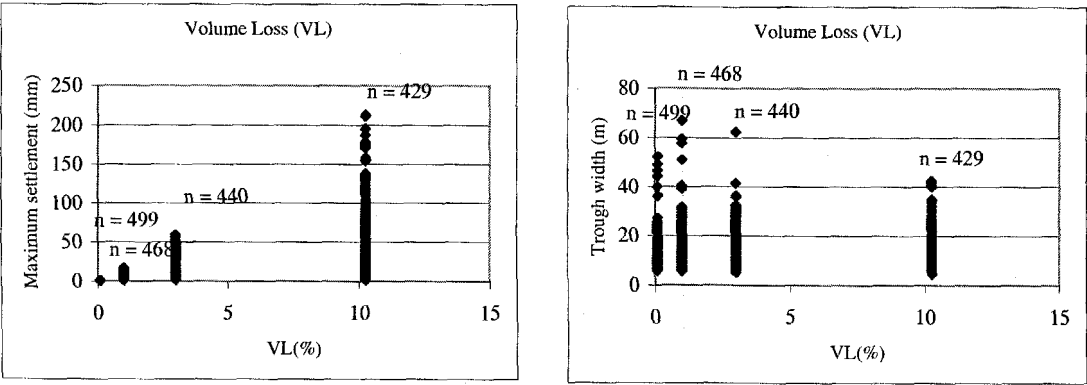 Volume Loss (VL)
Maximum settlement (mm)
250
200
150
100
50
0
n = 499
n = 468
n = 440
n = 429
0 5 10 15
VL(%)
Volume Loss (VL)
Trough width (m)
80
60
40
20
0
n = 499
n = 468
n = 440
n = 429
0 5 10 15
VL(%)